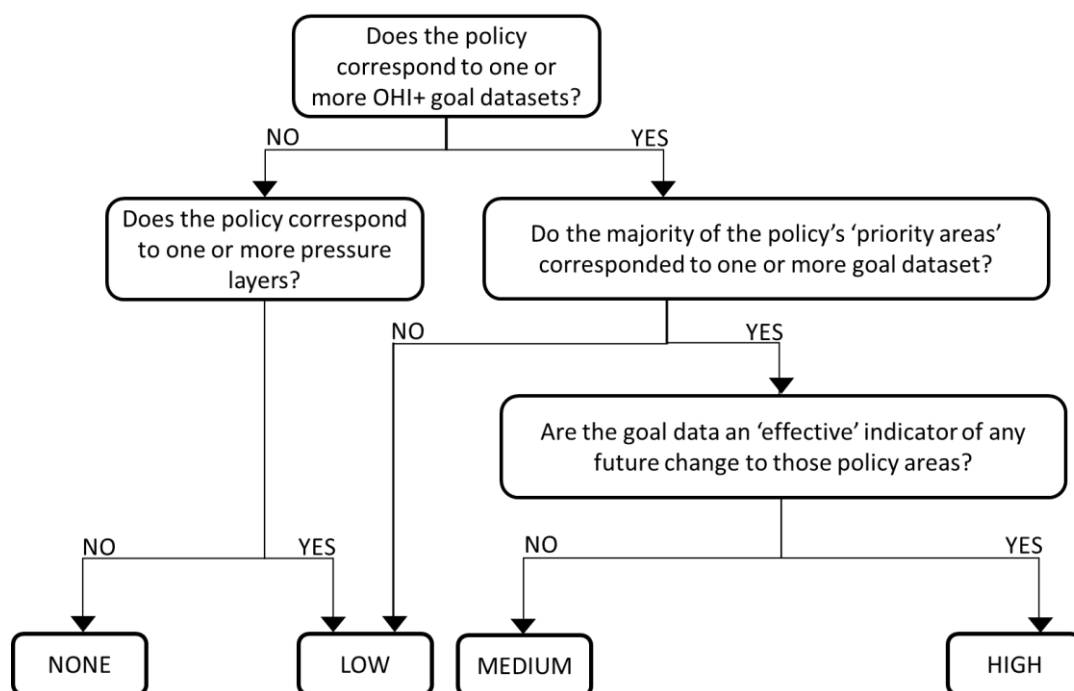 Does the policy
correspond to one or
more OHI+ goal datasets?
NO
YES
Does the policy correspond
to one or more pressure
layers?
Do the majority of the policy’s ‘priority areas’
corresponded to one or more goal dataset?
NO
YES
Are the goal data an ‘effective’ indicator of any
future change to those policy areas?
NO
YES
NO
YES
NONE
LOW
MEDIUM
HIGH